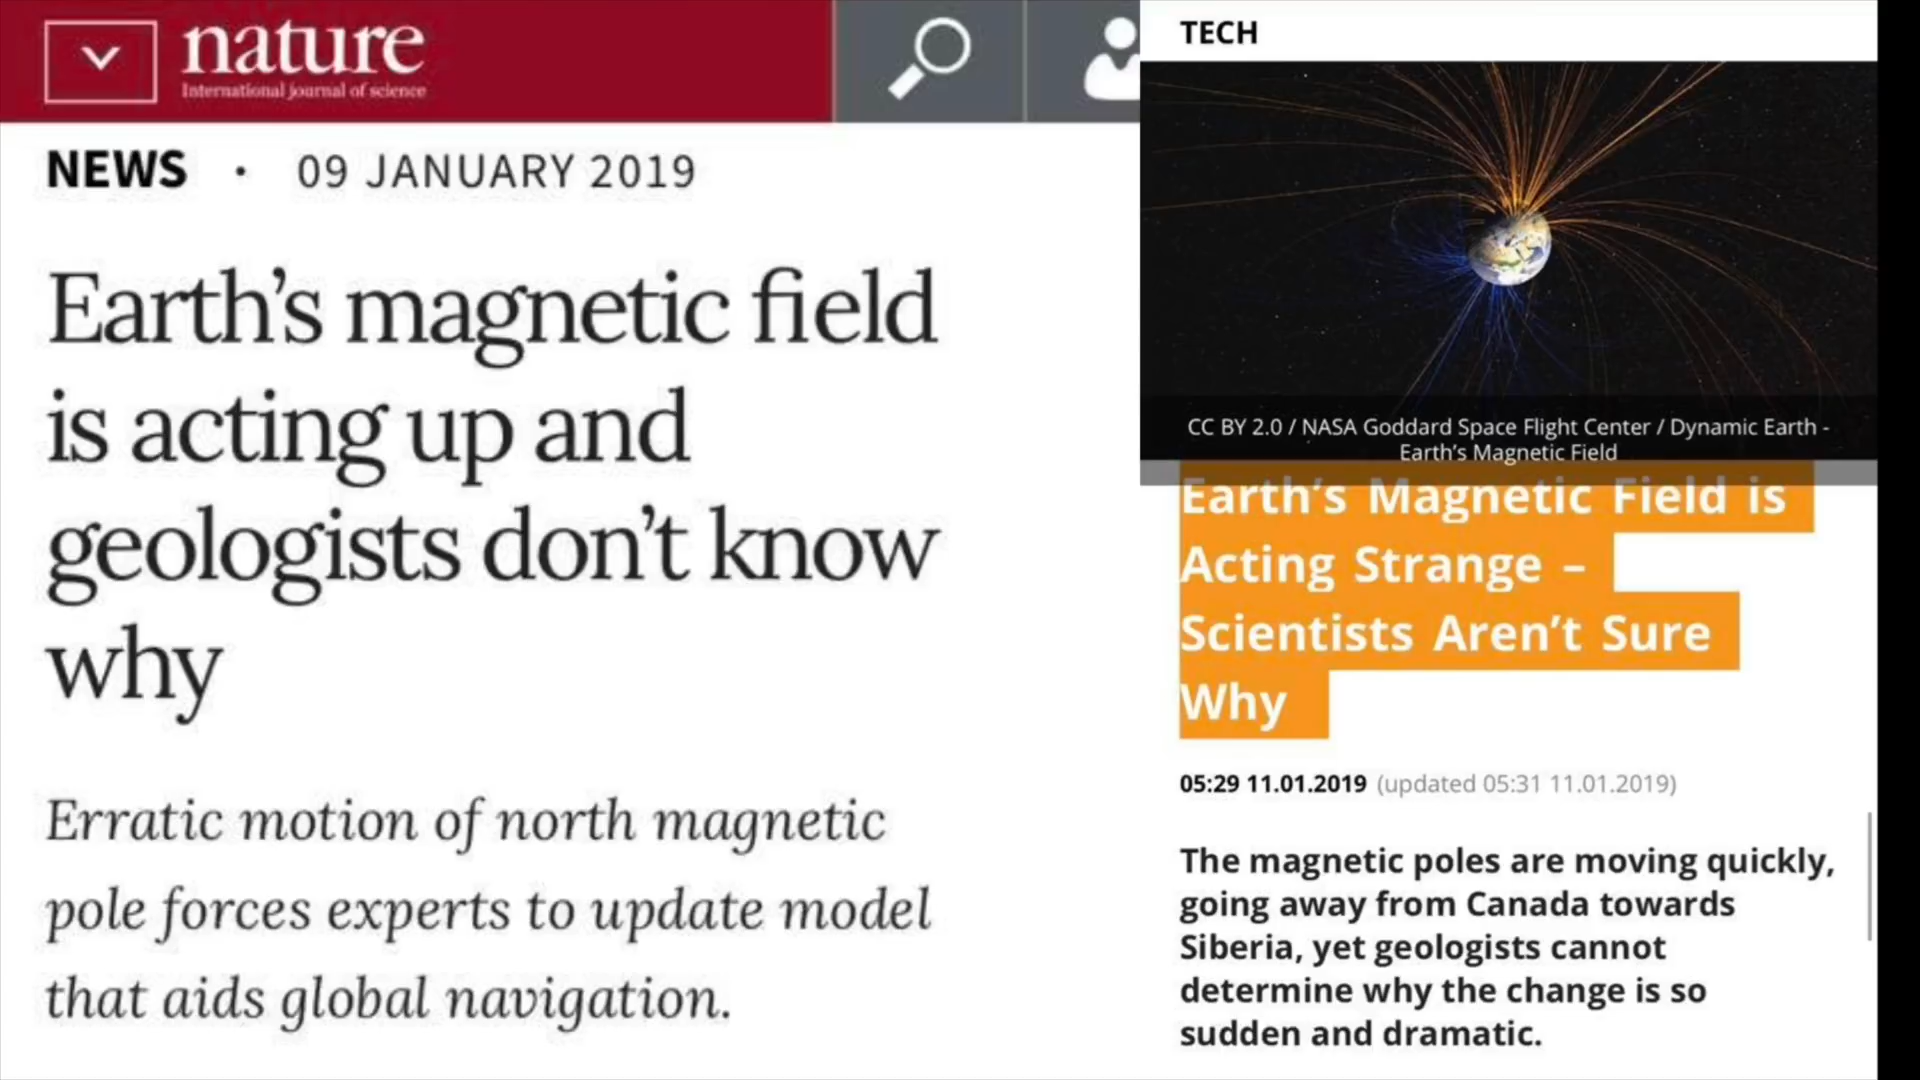 nature
International journal of science
NEWS · 09 JANUARY 2019
Earth's magnetic field
is acting up and
geologists don't know
why
Erratic motion of north magnetic
pole forces experts to update model
that aids global navigation.
TECH
CC BY 2.0 / NASA Goddard Space Flight Center / Dynamic Earth -
Earth's Magnetic Field
Earth's Magnetic Field is
Acting Strange –
Scientists Aren't Sure
Why
05:29 11.01.2019 (updated 05:31 11.01.2019)
The magnetic poles are moving quickly,
going away from Canada towards
Siberia, yet geologists cannot
determine why the change is so
sudden and dramatic.